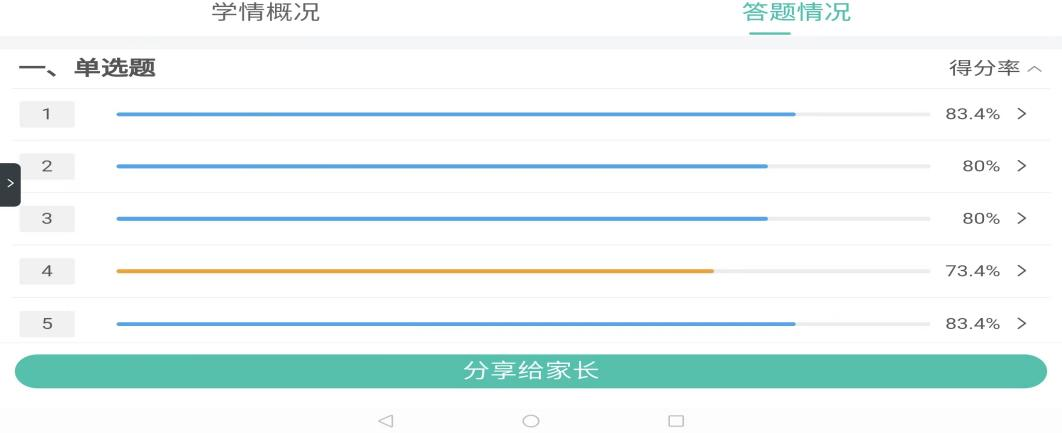 学情概况 答题情况
一、单选题 得分率
1 83.4%
2 80%
3 80%
4 73.4%
5 83.4%
分享给家长